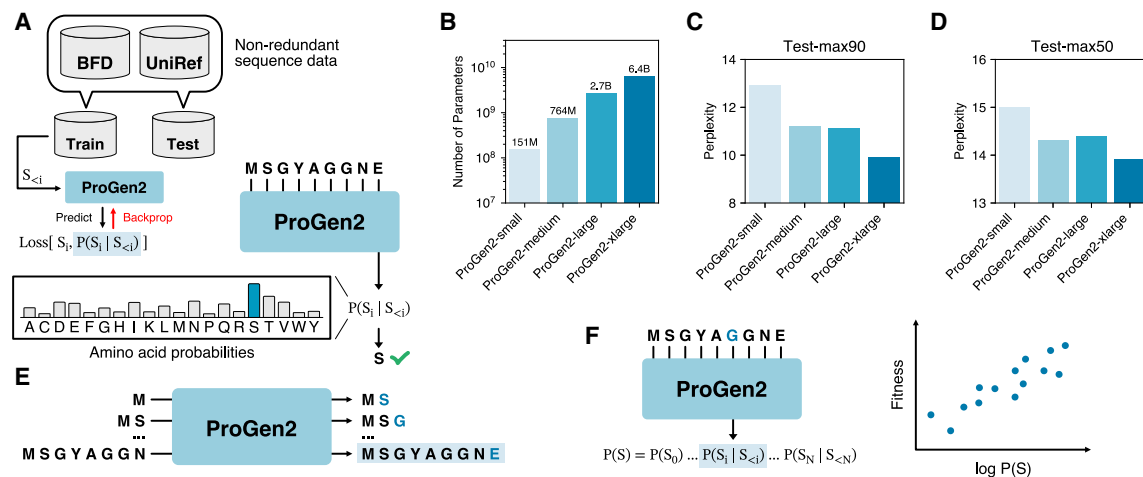 A
BFD
UniRef
Non-redundant
sequence data
Train
Test
S<i
ProGen2
Predict
Backprop
Loss[ Si, P(Si | S<i) ]
M S G Y A G G N E
ProGen2
P(Si | S<i)
S
A C D E F G H I K L M N P Q R S T V W Y
Amino acid probabilities
B
Number of Parameters
10^10
10^9
10^8
10^7
151M
764M
2.7B
6.4B
ProGen2-small
ProGen2-medium
ProGen2-large
ProGen2-xlarge
C
Test-max90
Perplexity
14
12
10
8
ProGen2-small
ProGen2-medium
ProGen2-large
ProGen2-xlarge
D
Test-max50
Perplexity
16
15
14
13
ProGen2-small
ProGen2-medium
ProGen2-large
ProGen2-xlarge
E
M
M S
...
M S G Y A G G N
ProGen2
M S
M S G
...
M S G Y A G G N E
F
M S G Y A G G N E
ProGen2
P(S) = P(S0) ... P(Si | S<i) ... P(SN | S<N)
Fitness
log P(S)